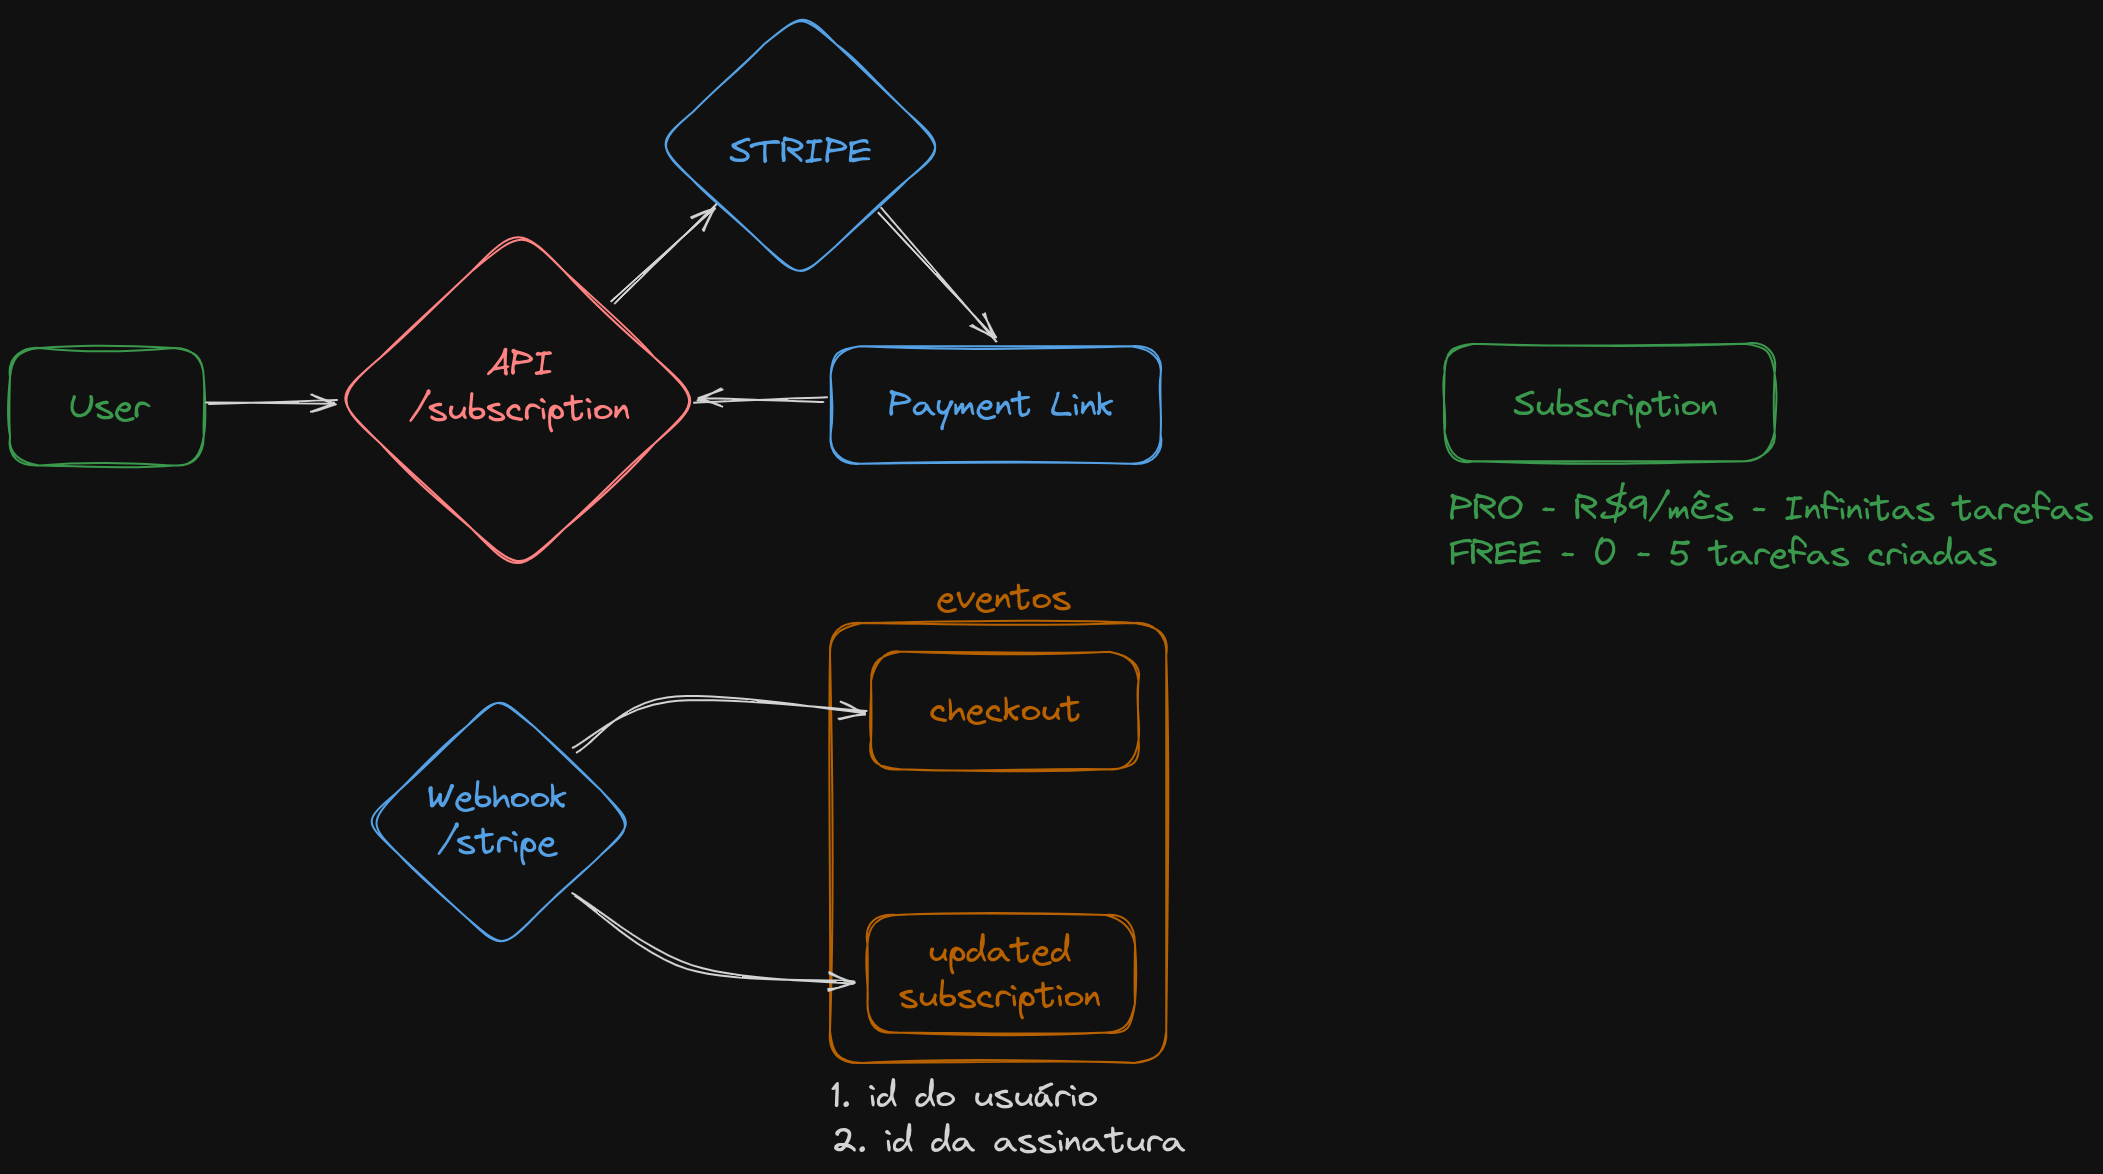 STRIPE
User
API
/subscription
Payment Link
Subscription
PRO - R$9/mês - Infinitas tarefas
FREE - 0 - 5 tarefas criadas
eventos
checkout
Webhook
/stripe
updated
subscription
1. id do usuário
2. id da assinatura